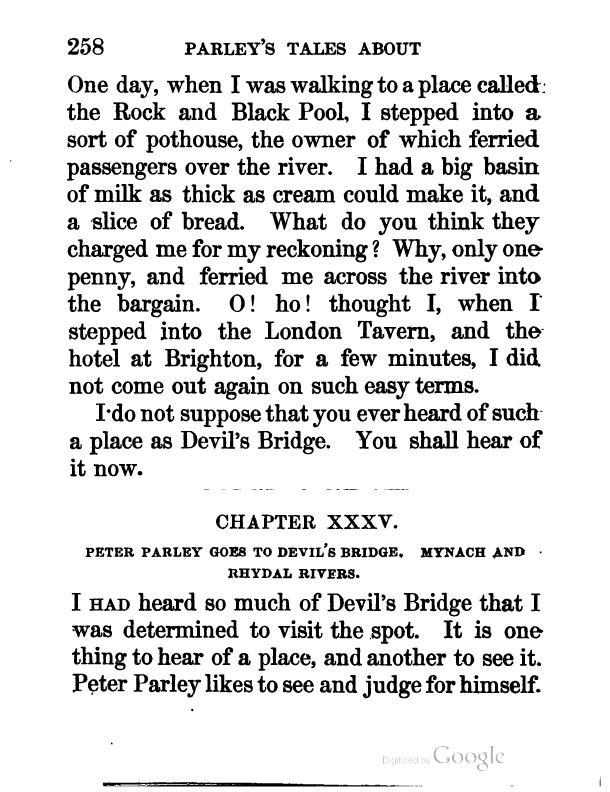 258 PARLEY'S TALES ABOUT
One day, when I was walking to a place called
the Rock and Black Pool, I stepped into a
sort of pothouse, the owner of which ferried
passengers over the river. I had a big basin
of milk as thick as cream could make it, and
a slice of bread. What do you think they
charged me for my reckoning? Why, only one
penny, and ferried me across the river into
the bargain. O! ho! thought I, when I
stepped into the London Tavern, and the
hotel at Brighton, for a few minutes, I did
not come out again on such easy terms.
I do not suppose that you ever heard of such
a place as Devil's Bridge. You shall hear of
it now.
CHAPTER XXXV.
PETER PARLEY GOES TO DEVIL'S BRIDGE. MYNACH AND
RHYDAL RIVERS.
I HAD heard so much of Devil's Bridge that I
was determined to visit the spot. It is one
thing to hear of a place, and another to see it.
Peter Parley likes to see and judge for himself.
Digitized by Google